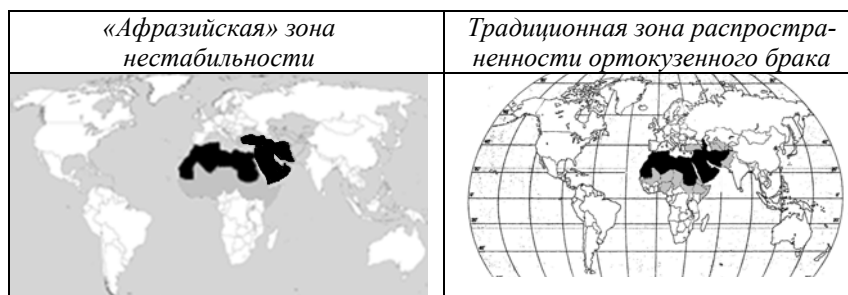 «Афразийская» зона
нестабильности
Традиционная зона распростра-
ненности ортокузенного брака